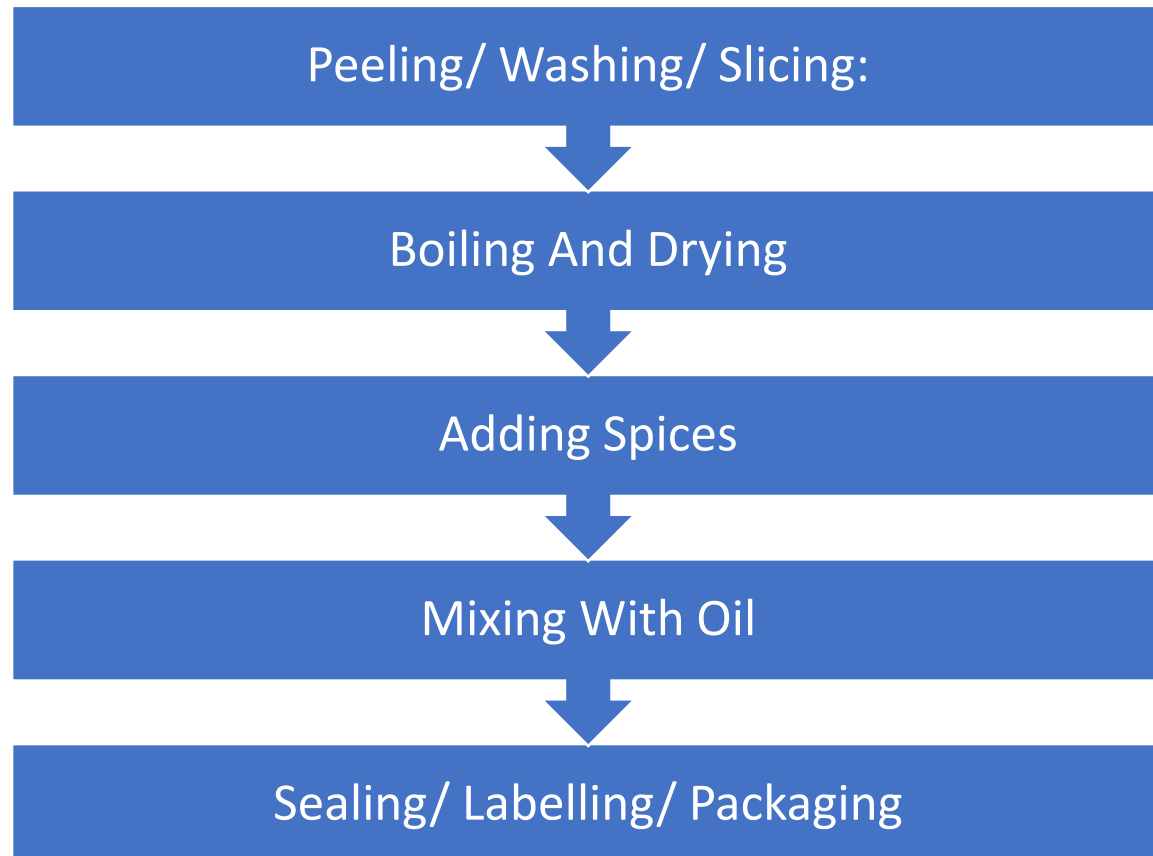 Peeling/ Washing/ Slicing:
Boiling And Drying
Adding Spices
Mixing With Oil
Sealing/ Labelling/ Packaging